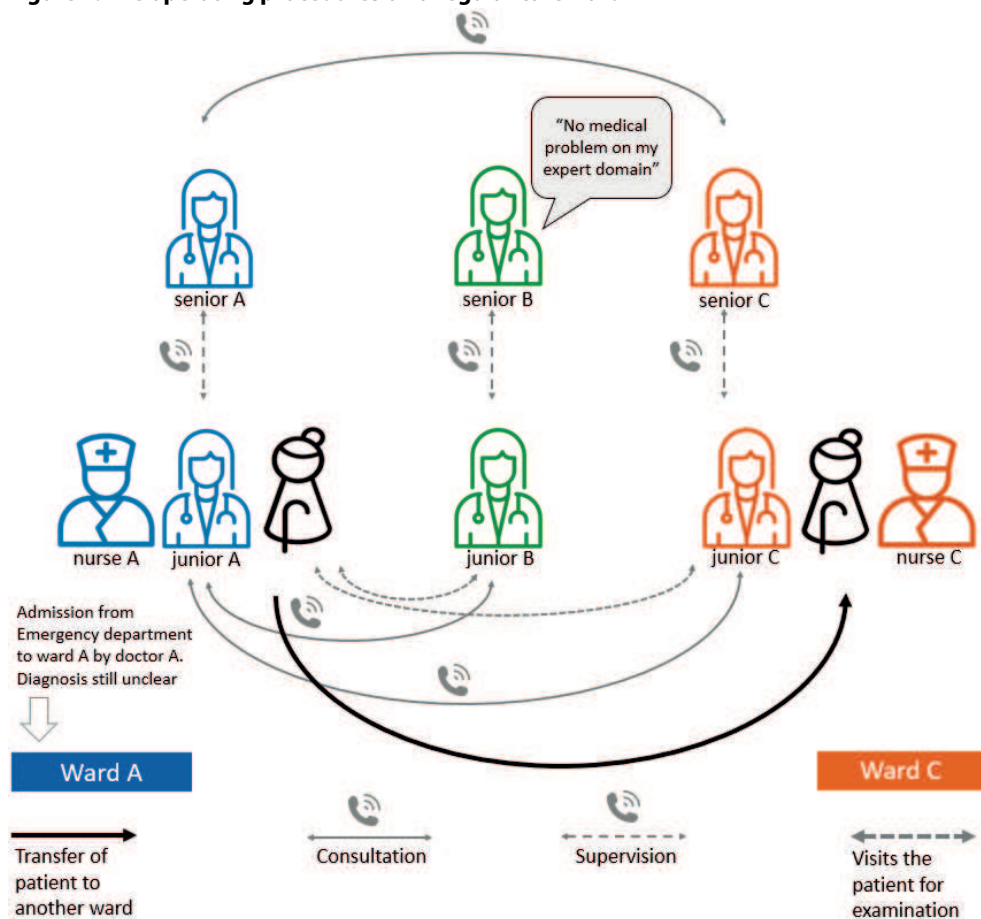 “No medical
problem on my
expert domain”
senior A
senior B
senior C
nurse A
junior A
junior B
junior C
nurse C
Admission from
Emergency department
to ward A by doctor A.
Diagnosis still unclear
Ward A
Ward C
Transfer of
patient to
another ward
Consultation
Supervision
Visits the
patient for
examination